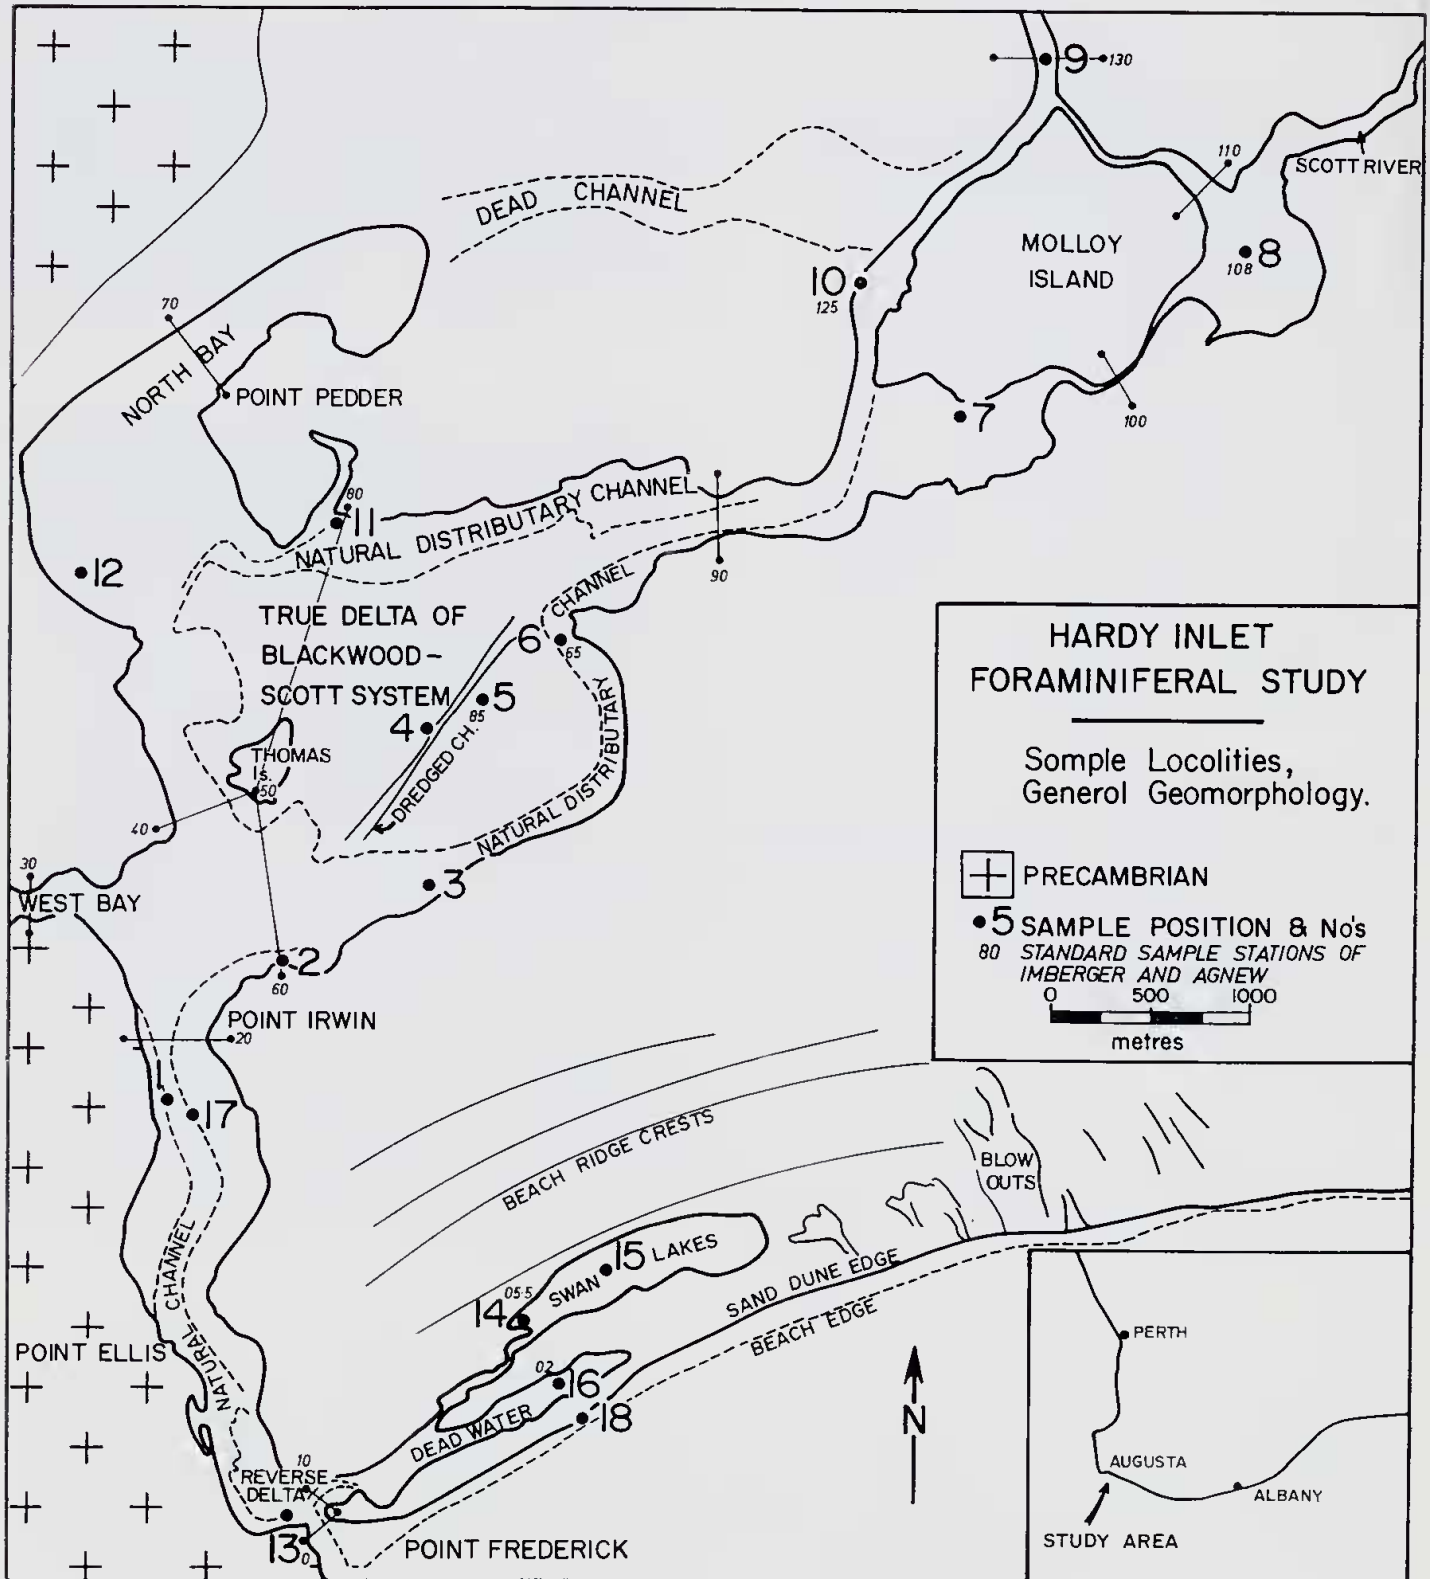 9
130
110
SCOTT RIVER
DEAD CHANNEL
MOLLOY
ISLAND
8
108
10
125
70
NORTH BAY
POINT PEDDER
7
100
80
11
NATURAL DISTRIBUTARY CHANNEL
90
12
CHANNEL
TRUE DELTA OF
BLACKWOOD-
SCOTT SYSTEM
6
65
5
85
4
DREDGED CH.
NATURAL DISTRIBUTARY
THOMAS
Is.
50
40
30
WEST BAY
3
2
60
POINT IRWIN
20
1
17
HARDY INLET
FORAMINIFERAL STUDY
Somple Locolities,
General Geomorphology.
PRECAMBRIAN
5 SAMPLE POSITION & No's
80 STANDARD SAMPLE STATIONS OF
IMBERGER AND AGNEW
0 500 1000
metres
BEACH RIDGE CRESTS
BLOW
OUTS
15
SWAN LAKES
05·5
14
SAND DUNE EDGE
BEACH EDGE
NATURAL CHANNEL
POINT ELLIS
02
16
18
DEAD WATER
10
REVERSE
DELTA
13
0
POINT FREDERICK
N
PERTH
AUGUSTA
ALBANY
STUDY AREA